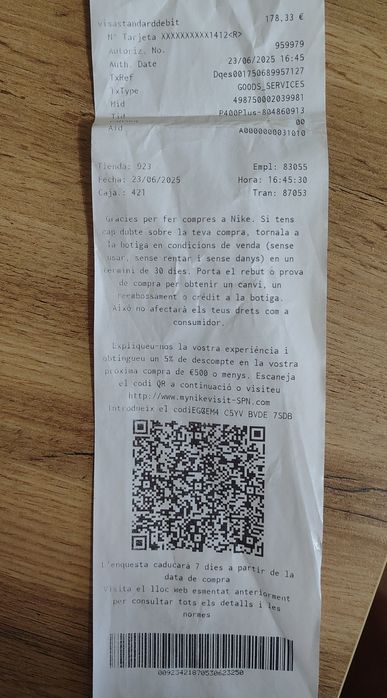 visastandarddebit 178,33 €
Nº Tarjeta XXXXXXXXXX1412<R>
Autoriz. No. 959979
Auth. Date 23/06/2025 16:45
TxRef Dqes001750689957127
TxType GOODS_SERVICES
Mid 498750002039981
Tid P400Plus-804860913
00
Aid A0000000031010
Tienda: 923 Empl: 83055
Fecha: 23/06/2025 Hora: 16:45:30
Caja.: 421 Tran: 87053
Gràcies per fer compres a Nike. Si tens
cap dubte sobre la teva compra, torna-la a
la botiga en condicions de venda (sense
usar, sense rentar i sense danys) en un
termini de 30 dies. Porta el rebut o prova
de compra per obtenir un canvi, un
reembossament o crèdit a la botiga.
Això no afectarà els teus drets com a
consumidor.
Expliqueu-nos la vostra experiència i
obtingueu un 5% de descompte en la vostra
pròxima compra de €500 o menys. Escaneja
el codi QR a continuació o visiteu
http://www.mynikevisit-SPN.com
Introdueix el codi C5YV BVDE 7SDB
L'enquesta caducarà 7 dies a partir de la
data de compra
Visita el lloc web esmentat anteriorment
per consultar tots els detalls i les
normes
0092342187053062325​0